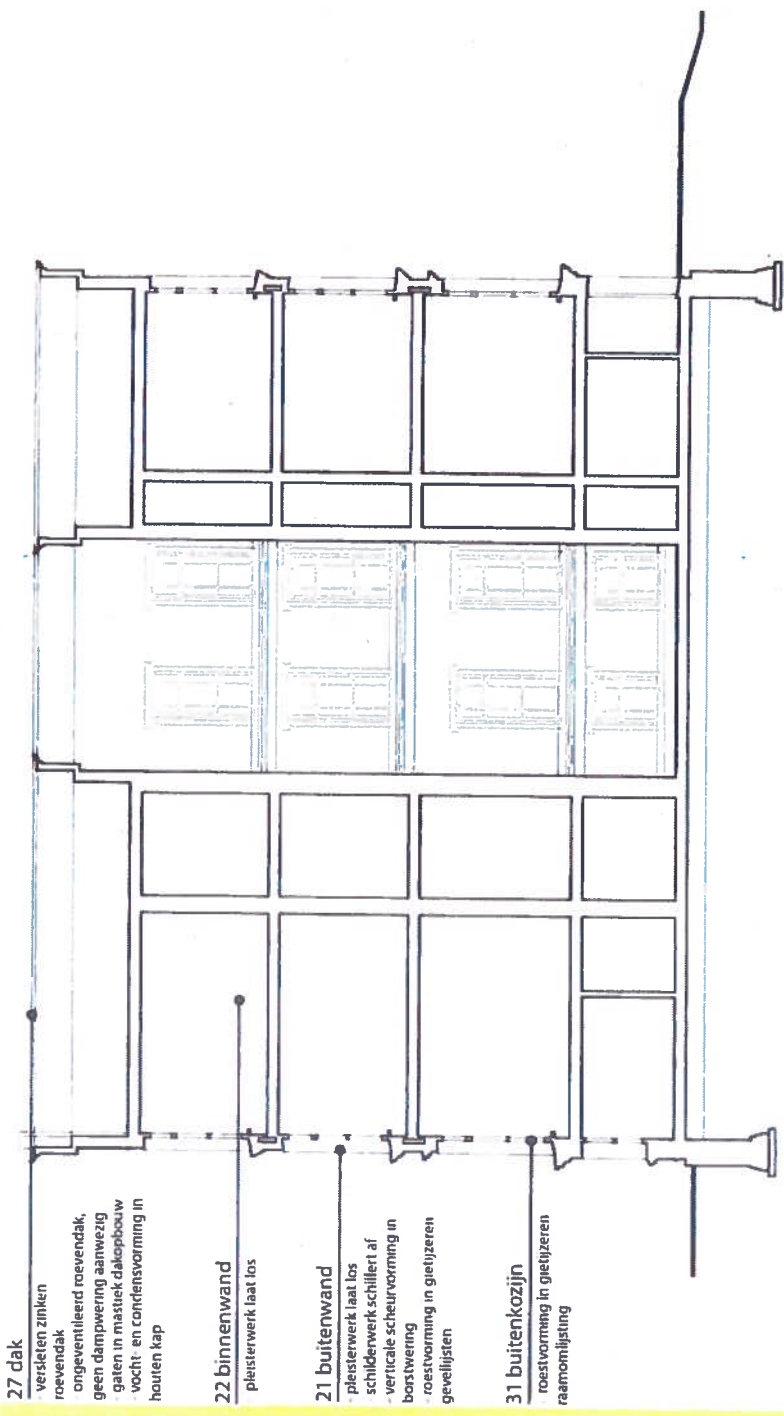 27 dak
- versleten zinken
roevendak
- ongeventileerd roevendak,
geen dampwering aanwezig
- gaten in mastiek dakopbouw
- vocht- en condensvorming in
houten kap
22 binnenwand
- pleisterwerk laat los
21 buitenwand
- pleisterwerk laat los
- schilderwerk schillert af
- verticale scheurvorming in
borstwering
- roestvorming in gietijzeren
gevellijsten
31 buitenkozijn
- roestvorming in gietijzeren
raamomlijsting